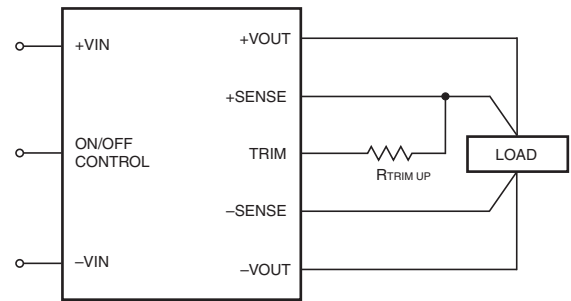 +VIN
ON/OFF
CONTROL
–VIN
+VOUT
+SENSE
TRIM
–SENSE
–VOUT
RTRIM UP
LOAD